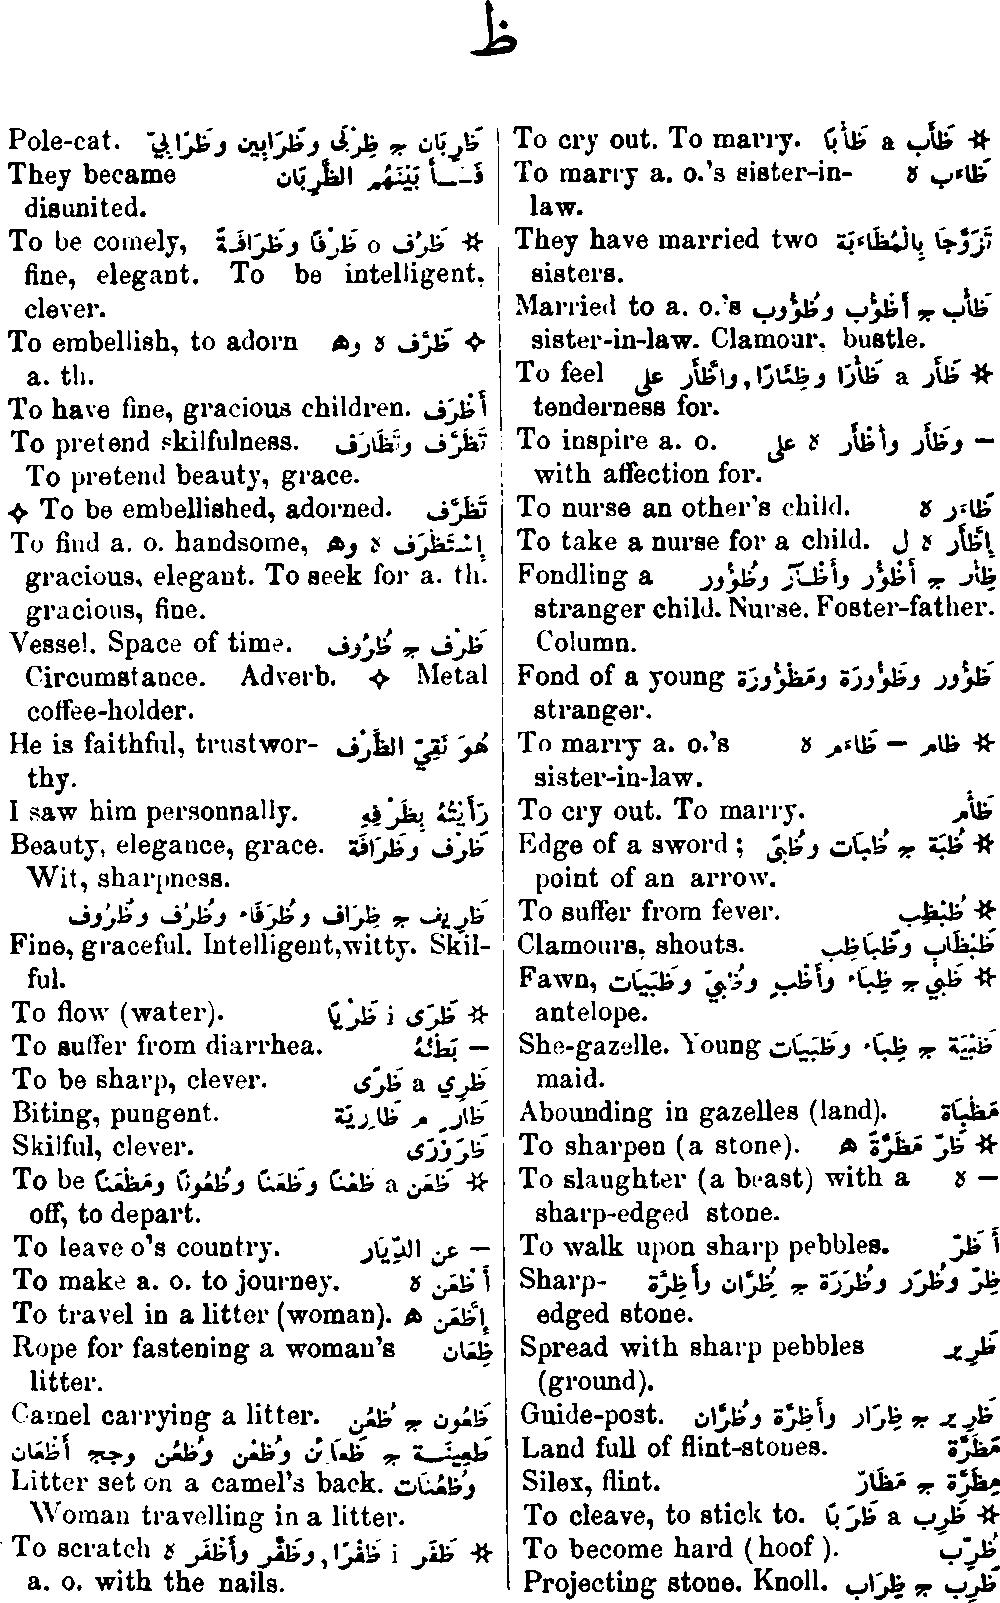 ظ
To cry out. To marry. ✡ ظَأَب a ظَأْبًا
To marry a. o.'s sister-in- ظَاءَب ه
law.
They have married two تَزَوَّجَا بِالْمُظَاءَبَة
sisters.
Married to a. o.'s ظَأْب ج أَظْؤُب وظُؤُوب
sister-in-law. Clamour, bustle.
To feel ✡ ظَأَر a ظَأْرًا وظِئَارًا, واظَّأَر على
tenderness for.
To inspire a. o. — وظَأَر وأَظْأَر ه على
with affection for.
To nurse an other's child. ظَاءَر ه
To take a nurse for a child. إِظَّأَر ه ل
Fondling a ظِئْر ج أَظْؤُر وأَظْآر وظُؤُور
stranger child. Nurse. Foster-father.
Column.
Fond of a young ظَؤُور وظَؤُورَة ومَظْؤُورَة
stranger.
To marry a. o.'s ✡ ظام — ظَاءَم ه
sister-in-law.
To cry out. To marry. ظَأَم
Edge of a sword ; ✡ ظُبَة ج ظُبَات وظُبًى
point of an arrow.
To suffer from fever. ✡ ظُبْظِب
Clamours, shouts. ظَبْظَاب وظَبَاظِب
Fawn, ✡ ظَبْي ج ظِبَاء وأَظْبٍ وظُبِيّ وظَبَيَات
antelope.
She-gazelle. Young ظَبْيَة ج ظِبَاء وظَبَيَات
maid.
Abounding in gazelles (land). مَظْبَاة
To sharpen (a stone). ✡ ظَرّ مَظَرَّةً ه
To slaughter (a beast) with a — ه
sharp-edged stone.
To walk upon sharp pebbles. أَظَرّ
Sharp- ظِرّ وظُرَر وظُرَرَة ج ظُرَّان وأَظِرَّة
edged stone.
Spread with sharp pebbles ظَرِير
(ground).
Guide-post. ظَرِير ج ظِرَار وأَظِرَّة وظُرَّان
Land full of flint-stones. مَظَرَّة
Silex, flint. مِظَرَّة ج مَظَارّ
To cleave, to stick to. ✡ ظَرِب a ظَرَبًا
To become hard (hoof). ظُرِّب
Projecting stone. Knoll. ظَرِب ج ظِرَاب
Pole-cat. ظَرِبَان ج ظِرْبَى وظَرَابِين وظَرَابِيّ
They became فَسَا بَيْنَهُم الظَّرِبَان
disunited.
To be comely, ✡ ظَرُف o ظَرْفًا وظَرَافَةً
fine, elegant. To be intelligent,
clever.
To embellish, to adorn ✧ ظَرَّف ه وه
a. th.
To have fine, gracious children. أَظْرَف
To pretend skilfulness. تَظَرَّف وتَظَارَف
To pretend beauty, grace.
✧ To be embellished, adorned. تَظَرَّف
To find a. o. handsome, إِسْتَظْرَف ه وه
gracious, elegant. To seek for a. th.
gracious, fine.
Vessel. Space of time. ظَرْف ج ظُرُوف
Circumstance. Adverb. ✧ Metal
coffee-holder.
He is faithful, trustwor- هُوَ نَقِيّ الظَّرْف
thy.
I saw him personnally. رَأَيْتُهُ بِظَرْفِهِ
Beauty, elegance, grace. ظَرْف وظَرَافَة
Wit, sharpness.
ظَرِيف ج ظِرَاف وظُرَفَاء وظُرُف وظُرُوف
Fine, graceful. Intelligent, witty. Skil-
ful.
To flow (water). ✡ ظَرَى i ظَرْيًا
To suffer from diarrhea. — بَطْنُهُ
To be sharp, clever. ظَرِي a ظَرًى
Biting, pungent. ظَارٍ م ظَارِيَة
Skilful, clever. ظَرَوْرَى
To be ✡ ظَعَن a ظَعْنًا وظَعَنًا وظُعُونًا ومَظْعَنًا
off, to depart.
To leave o's country. — عن الدِّيَار
To make a. o. to journey. أَظْعَن ه
To travel in a litter (woman). إِظَّعَن ه
Rope for fastening a woman's ظِعَان
litter.
Camel carrying a litter. ظَعُون ج ظُعُن
ظَعِينَة ج ظَعَائِن وظُعْن وظُعُن وجج أَظْعَان
Litter set on a camel's back. وظُعُنَات
Woman travelling in a litter.
To scratch ✡ ظَفَر i ظَفْرًا, وظَفَّر وأَظْفَر ه
a. o. with the nails.